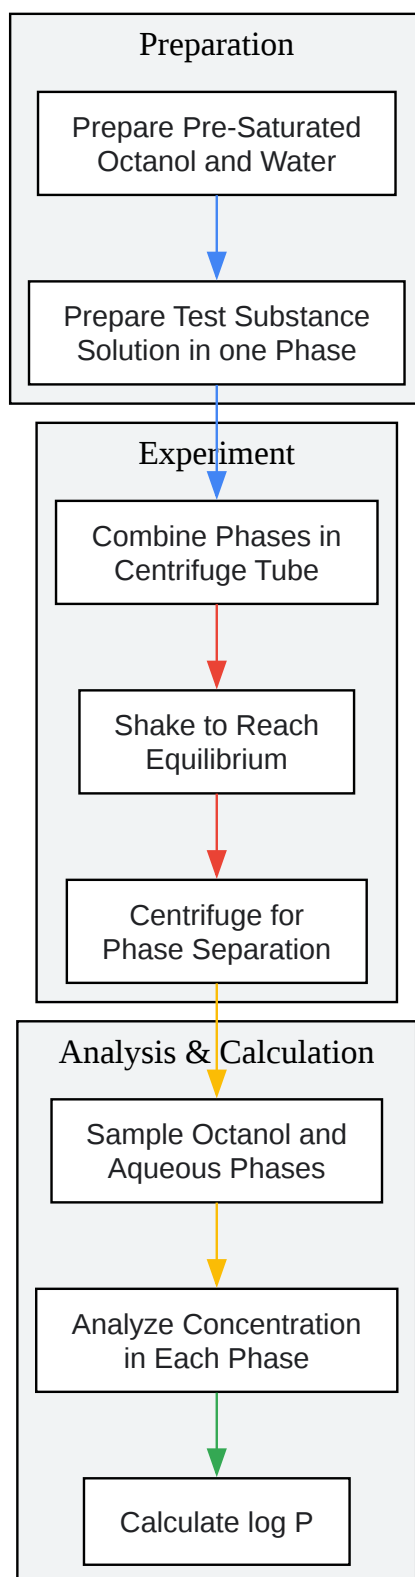 Preparation
Prepare Pre-Saturated
Octanol and Water
Prepare Test Substance
Solution in one Phase
Experiment
Combine Phases in
Centrifuge Tube
Shake to Reach
Equilibrium
Centrifuge for
Phase Separation
Analysis & Calculation
Sample Octanol and
Aqueous Phases
Analyze Concentration
in Each Phase
Calculate log P